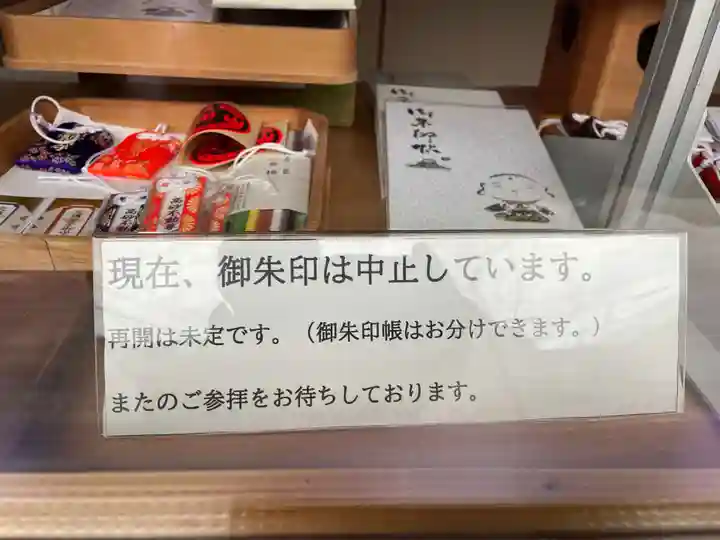 御朱印帳。
現在、御朱印は中止しています。
再開は未定です。（御朱印帳はお分けできます。）
またのご参拝をお待ちしております。